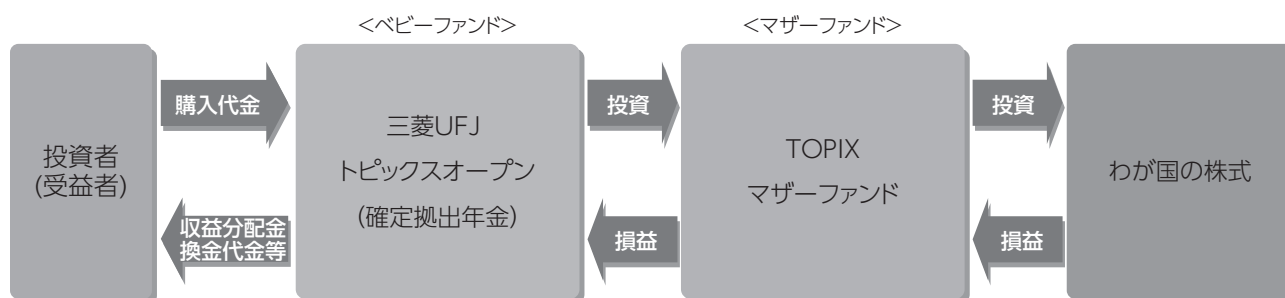 <ベビーファンド>
<マザーファンド>
投資者
(受益者)
購入代金
収益分配金
換金代金等
三菱UFJ
トピックスオープン
(確定拠出年金)
投資
損益
TOPIX
マザーファンド
投資
損益
わが国の株式